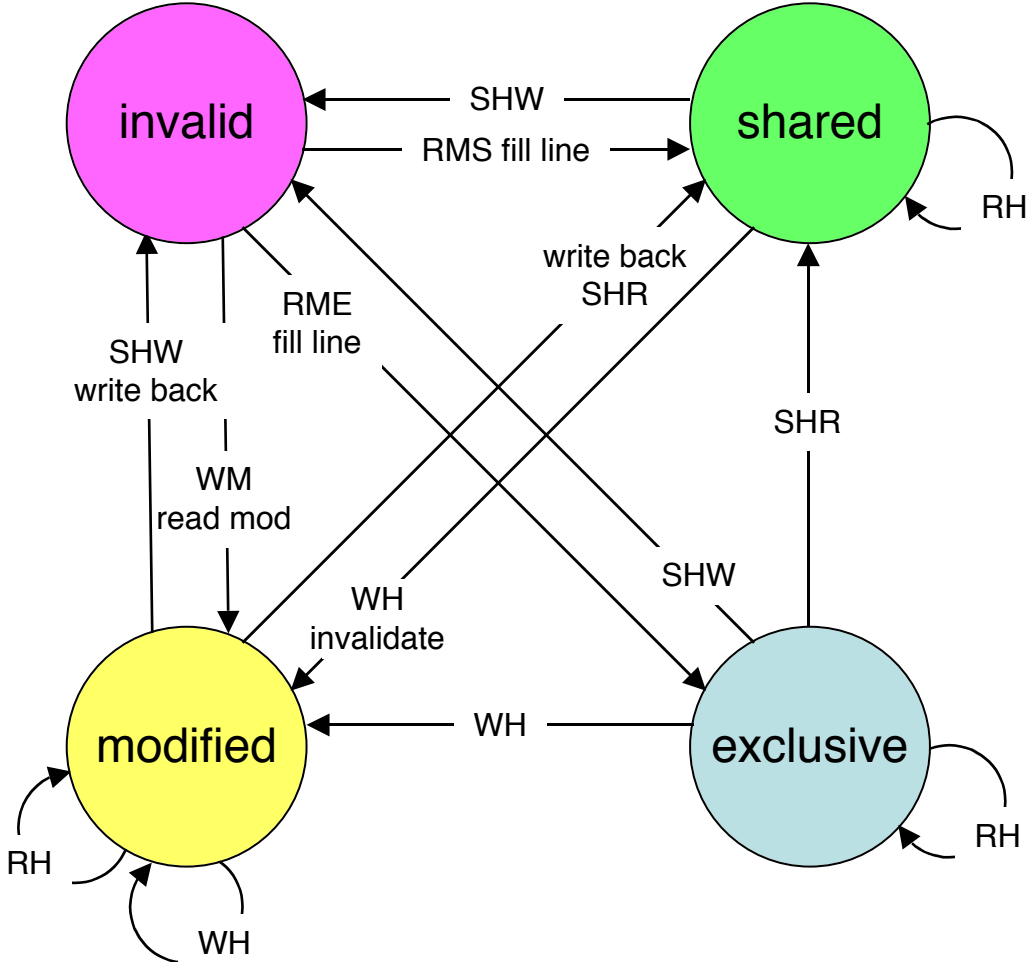 invalid
shared
SHW
RMS fill line
RH
write back
SHR
RME
fill line
SHW
write back
SHR
WM
read mod
SHW
WH
invalidate
modified
WH
exclusive
RH
RH
WH